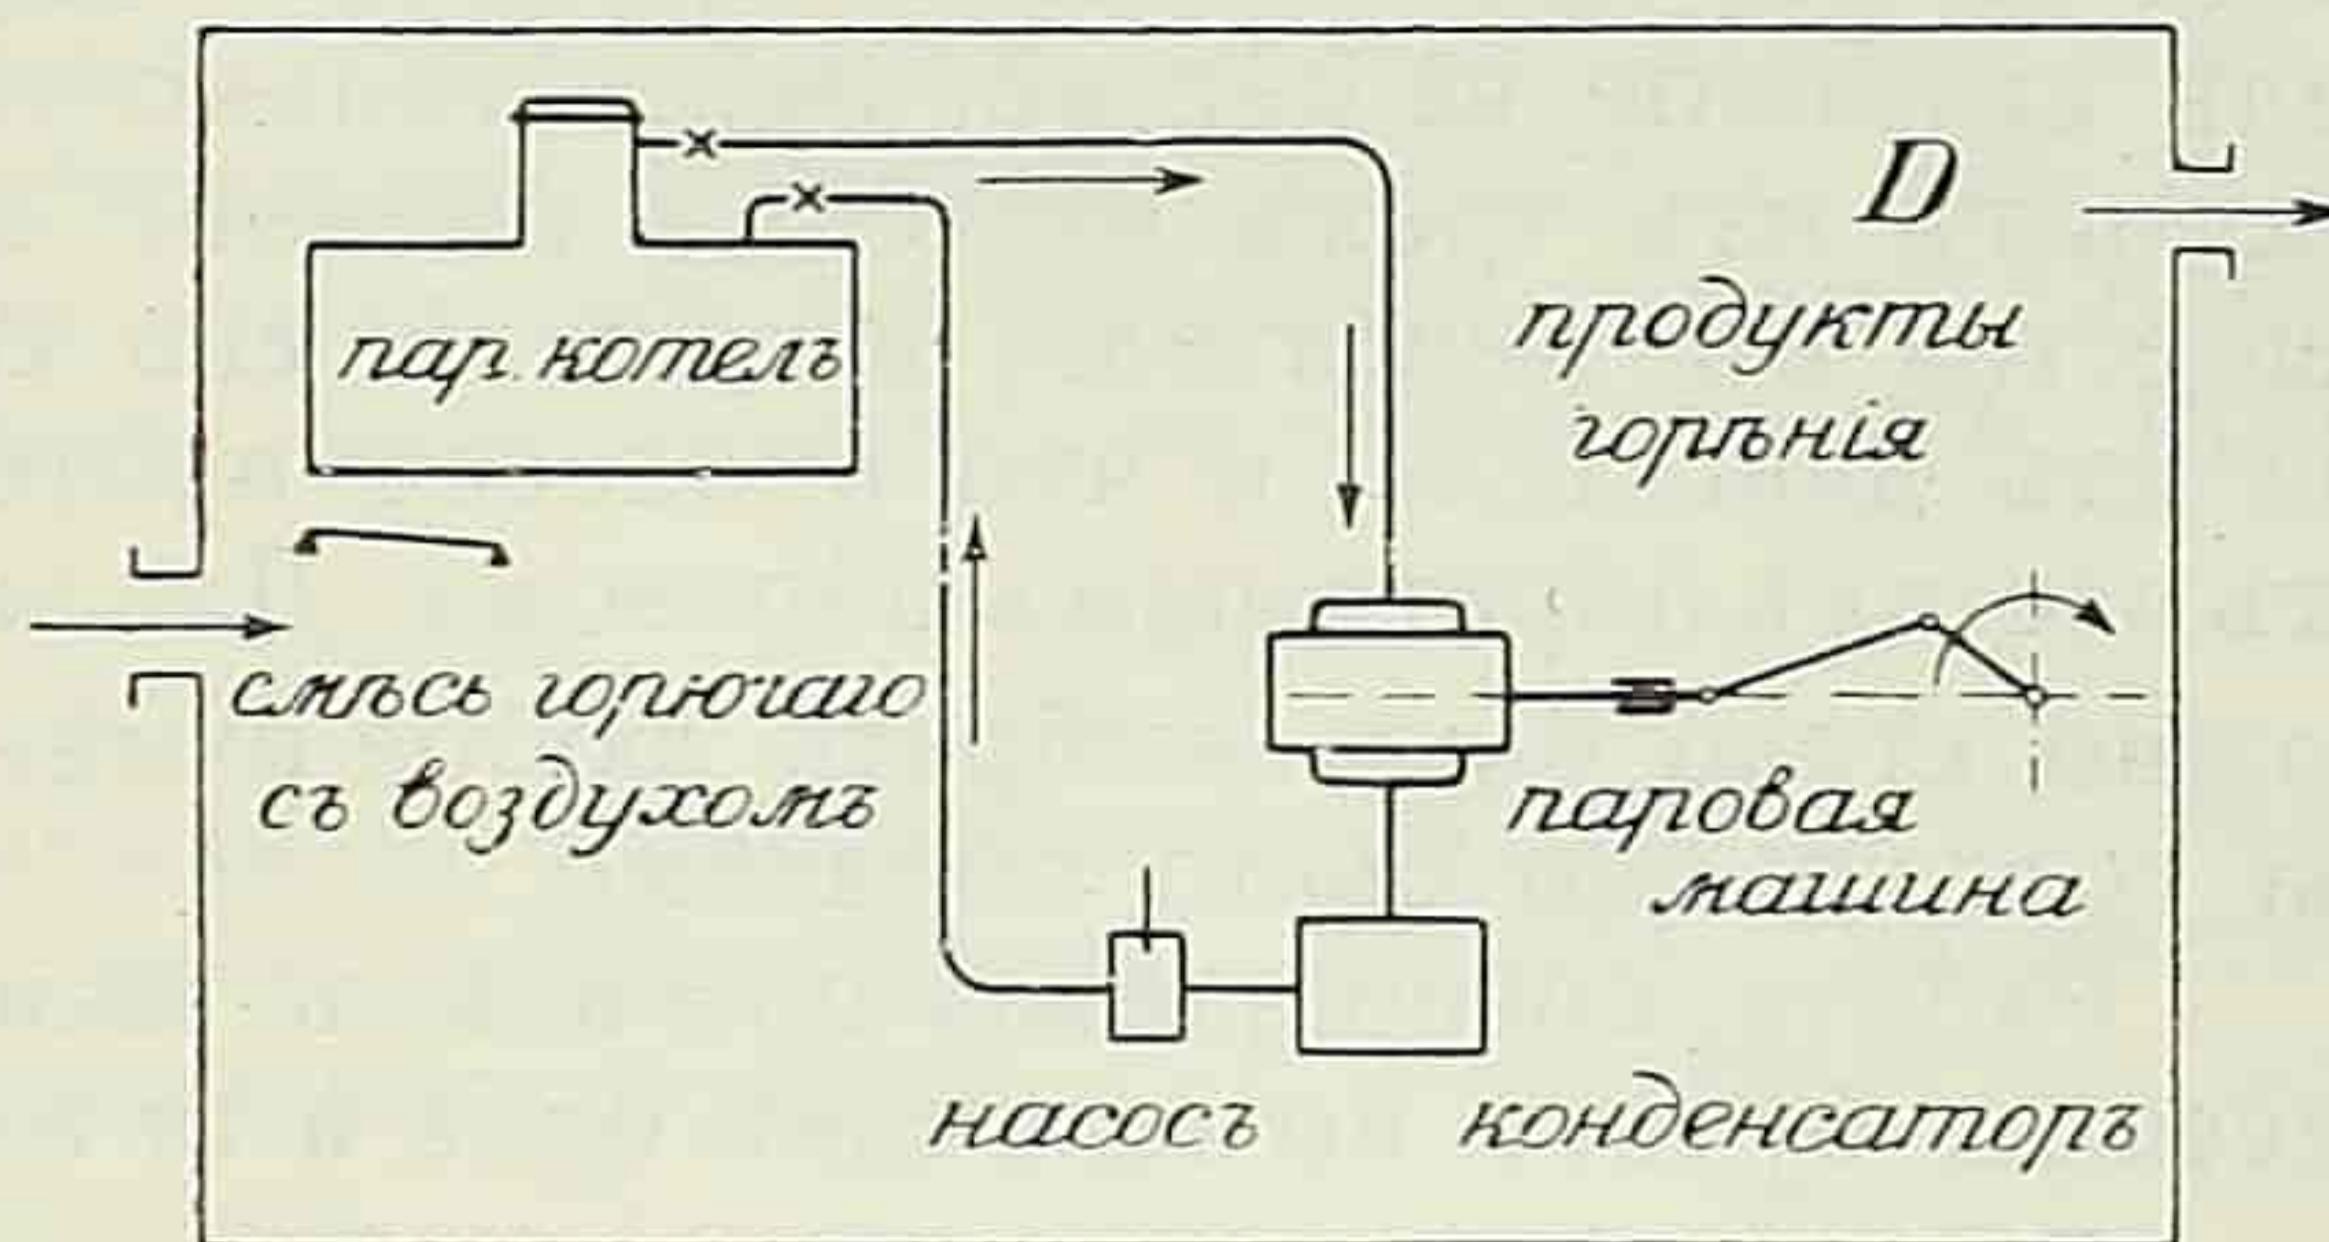 D
пар. котелъ
продукты
горѣнія
смѣсь горючаго
съ воздухомъ
паровая
машина
насосъ
конденсаторъ